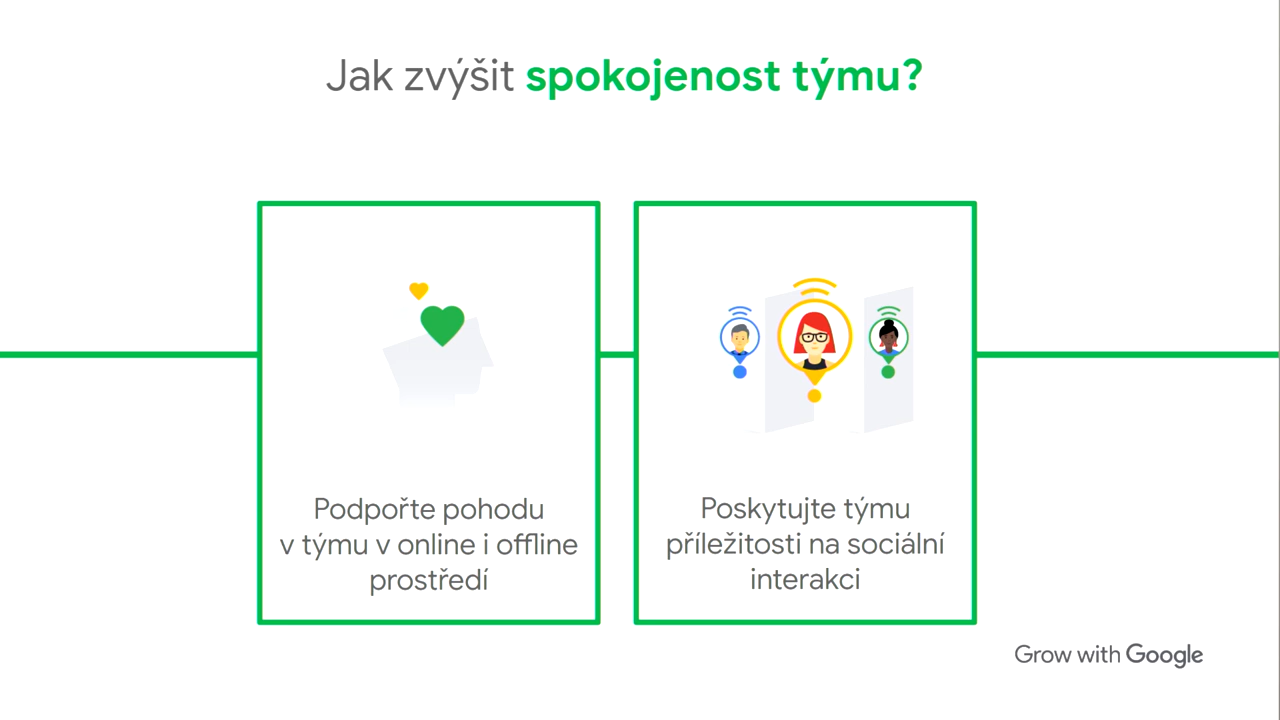 Jak zvýšit spokojenost týmu?
Podpořte pohodu
v týmu v online i offline
prostředí
Poskytujte týmu
příležitosti na sociální
interakci
Grow with Google